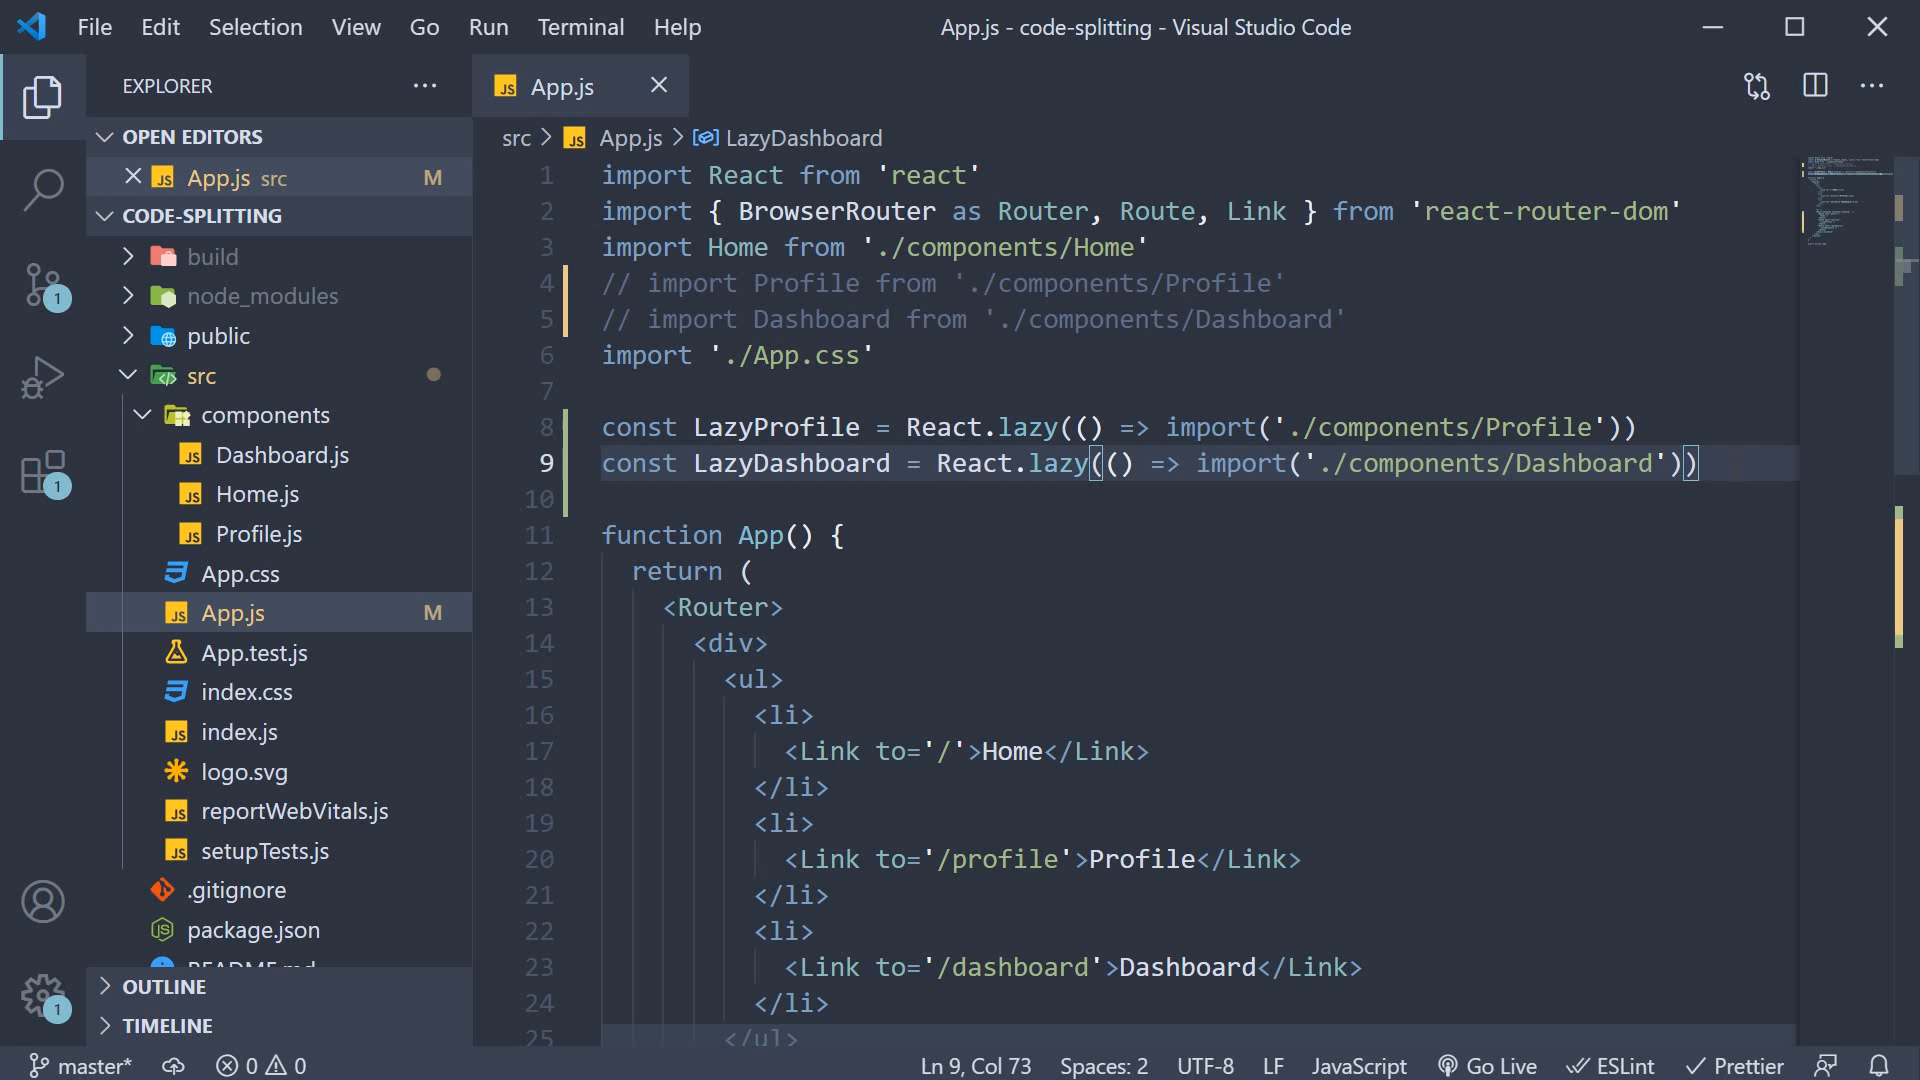 File Edit Selection View Go Run Terminal Help
App.js - code-splitting - Visual Studio Code
EXPLORER
OPEN EDITORS
App.js src M
CODE-SPLITTING
build
node_modules
public
src
components
Dashboard.js
Home.js
Profile.js
App.css
App.js M
App.test.js
index.css
index.js
logo.svg
reportWebVitals.js
setupTests.js
.gitignore
package.json
README.md
OUTLINE
TIMELINE
1
1
1
App.js
src > App.js > LazyDashboard
1 import React from 'react'
2 import { BrowserRouter as Router, Route, Link } from 'react-router-dom'
3 import Home from './components/Home'
4 // import Profile from './components/Profile'
5 // import Dashboard from './components/Dashboard'
6 import './App.css'
7
8 const LazyProfile = React.lazy(() => import('./components/Profile'))
9 const LazyDashboard = React.lazy(() => import('./components/Dashboard'))
10
11 function App() {
12 return (
13 <Router>
14 <div>
15 <ul>
16 <li>
17 <Link to='/'>Home</Link>
18 </li>
19 <li>
20 <Link to='/profile'>Profile</Link>
21 </li>
22 <li>
23 <Link to='/dashboard'>Dashboard</Link>
24 </li>
25 </ul>
master* 0 0 Ln 9, Col 73 Spaces: 2 UTF-8 LF JavaScript Go Live ESLint Prettier